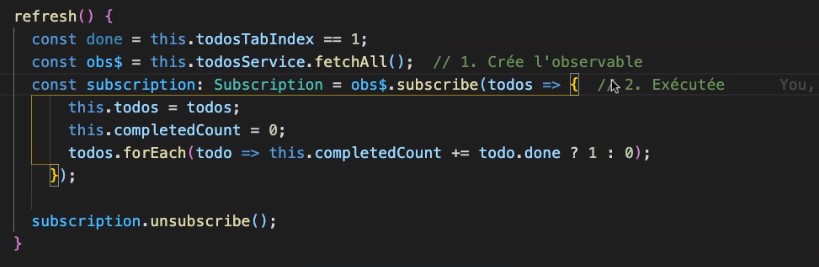 refresh() {
  const done = this.todosTabIndex == 1;
  const obs$ = this.todosService.fetchAll();  // 1. Crée l'observable
  const subscription: Subscription = obs$.subscribe(todos => {  // 2. Exécutée    You,
      this.todos = todos;
      this.completedCount = 0;
      todos.forEach(todo => this.completedCount += todo.done ? 1 : 0);
    });
  subscription.unsubscribe();
}